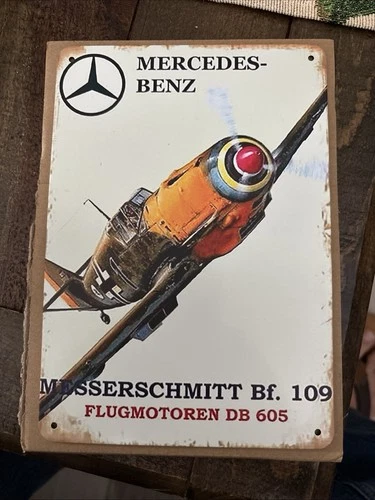 MERCEDES-
BENZ
MESSERSCHMITT Bf. 109
FLUGMOTOREN DB 605